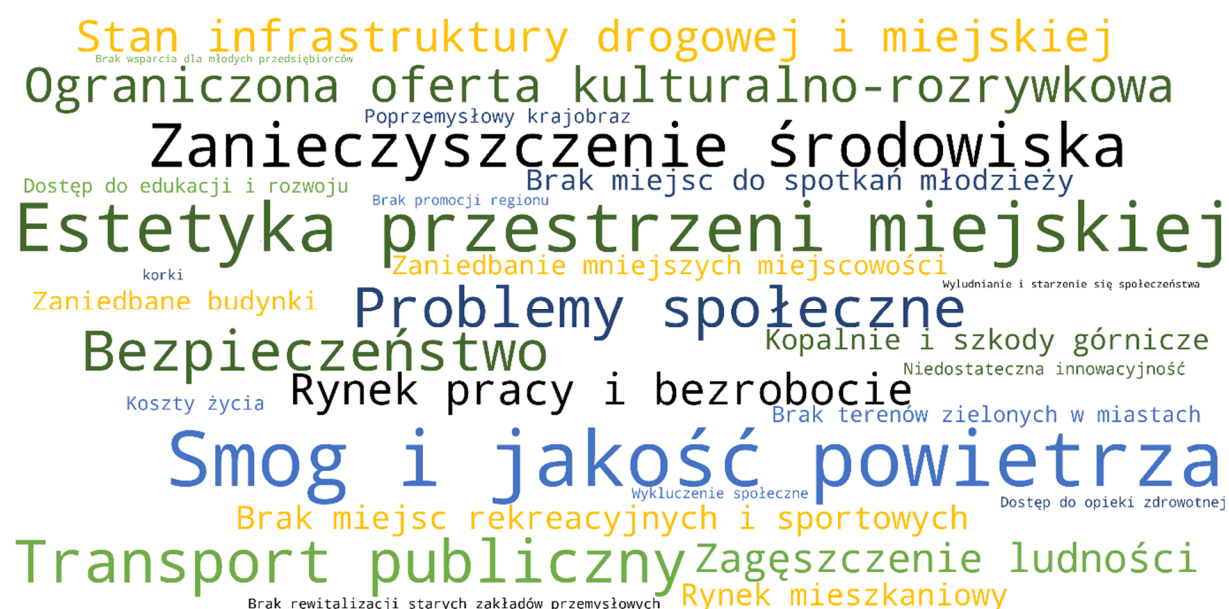 Stan infrastruktury drogowej i miejskiej
Brak wsparcia dla młodych przedsiębiorców
Ograniczona oferta kulturalno-rozrywkowa
Poprzemysłowy krajobraz
Zanieczyszczenie środowiska
Brak miejsc do spotkań młodzieży
Dostęp do edukacji i rozwoju
Brak promocji regionu
Estetyka przestrzeni miejskiej
Zaniedbanie mniejszych miejscowości
korki
Wyludnianie i starzenie się społeczeństwa
Zaniedbane budynki
Problemy społeczne
Kopalnie i szkody górnicze
Bezpieczeństwo
Niedostateczna innowacyjność
Rynek pracy i bezrobocie
Koszty życia
Brak terenów zielonych w miastach
Smog i jakość powietrza
Wykluczenie społeczne
Dostęp do opieki zdrowotnej
Brak miejsc rekreacyjnych i sportowych
Transport publiczny
Zagęszczenie ludności
Rynek mieszkaniowy
Brak rewitalizacji starych zakładów przemysłowych